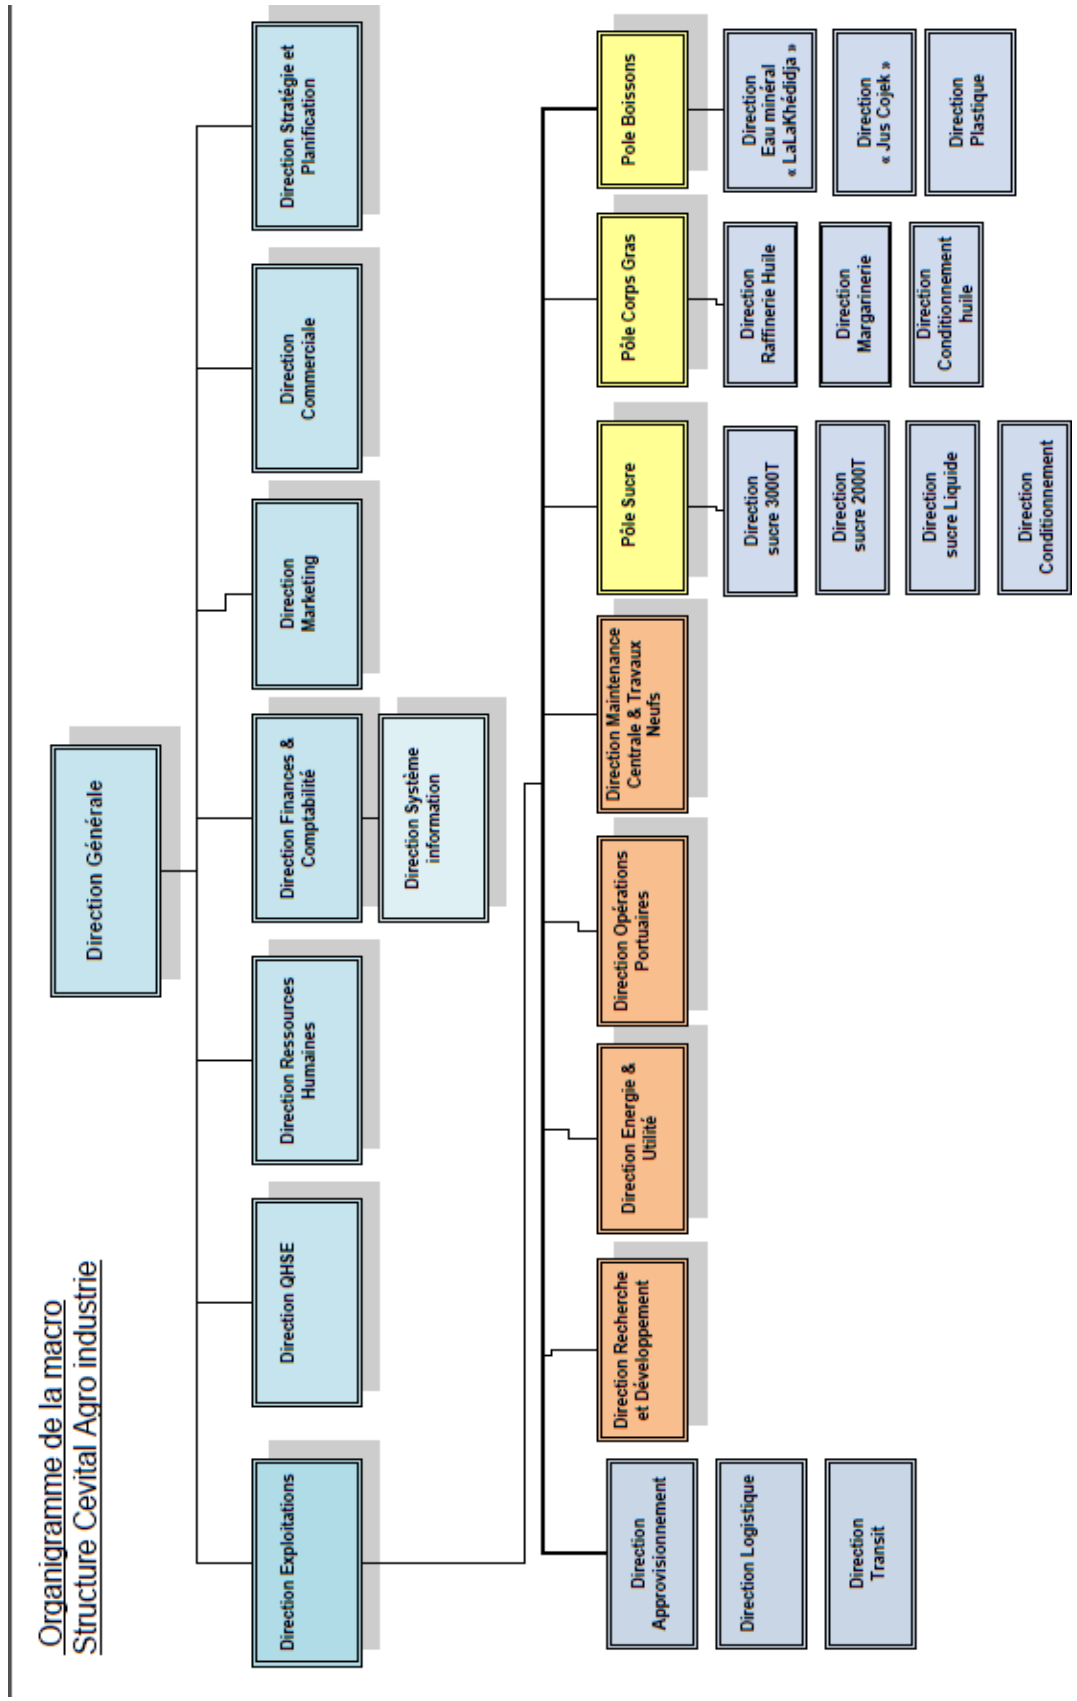 Organigramme de la macro
Structure Cevital Agro industrie
Direction Générale
Direction Exploitations
Direction QHSE
Direction Ressources
Humaines
Direction Finances &
Comptabilité
Direction
Marketing
Direction
Commerciale
Direction Stratégie et
Planification
Direction Système
information
Direction
Approvisionnement
Direction Logistique
Direction
Transit
Direction Recherche
et Développement
Direction Energie &
Utilité
Direction Opérations
Portuaires
Direction Maintenance
Centrale & Travaux
Neufs
Pôle Sucre
Direction
sucre 3000T
Direction
sucre 2000T
Direction
sucre Liquide
Direction
Conditionnement
Pôle Corps Gras
Direction
Raffinerie Huile
Direction
Margarinerie
Direction
Conditionnement
huile
Pole Boissons
Direction
Eau minéral
« LaLaKhédidja »
Direction
« Jus Cojek »
Direction
Plastique